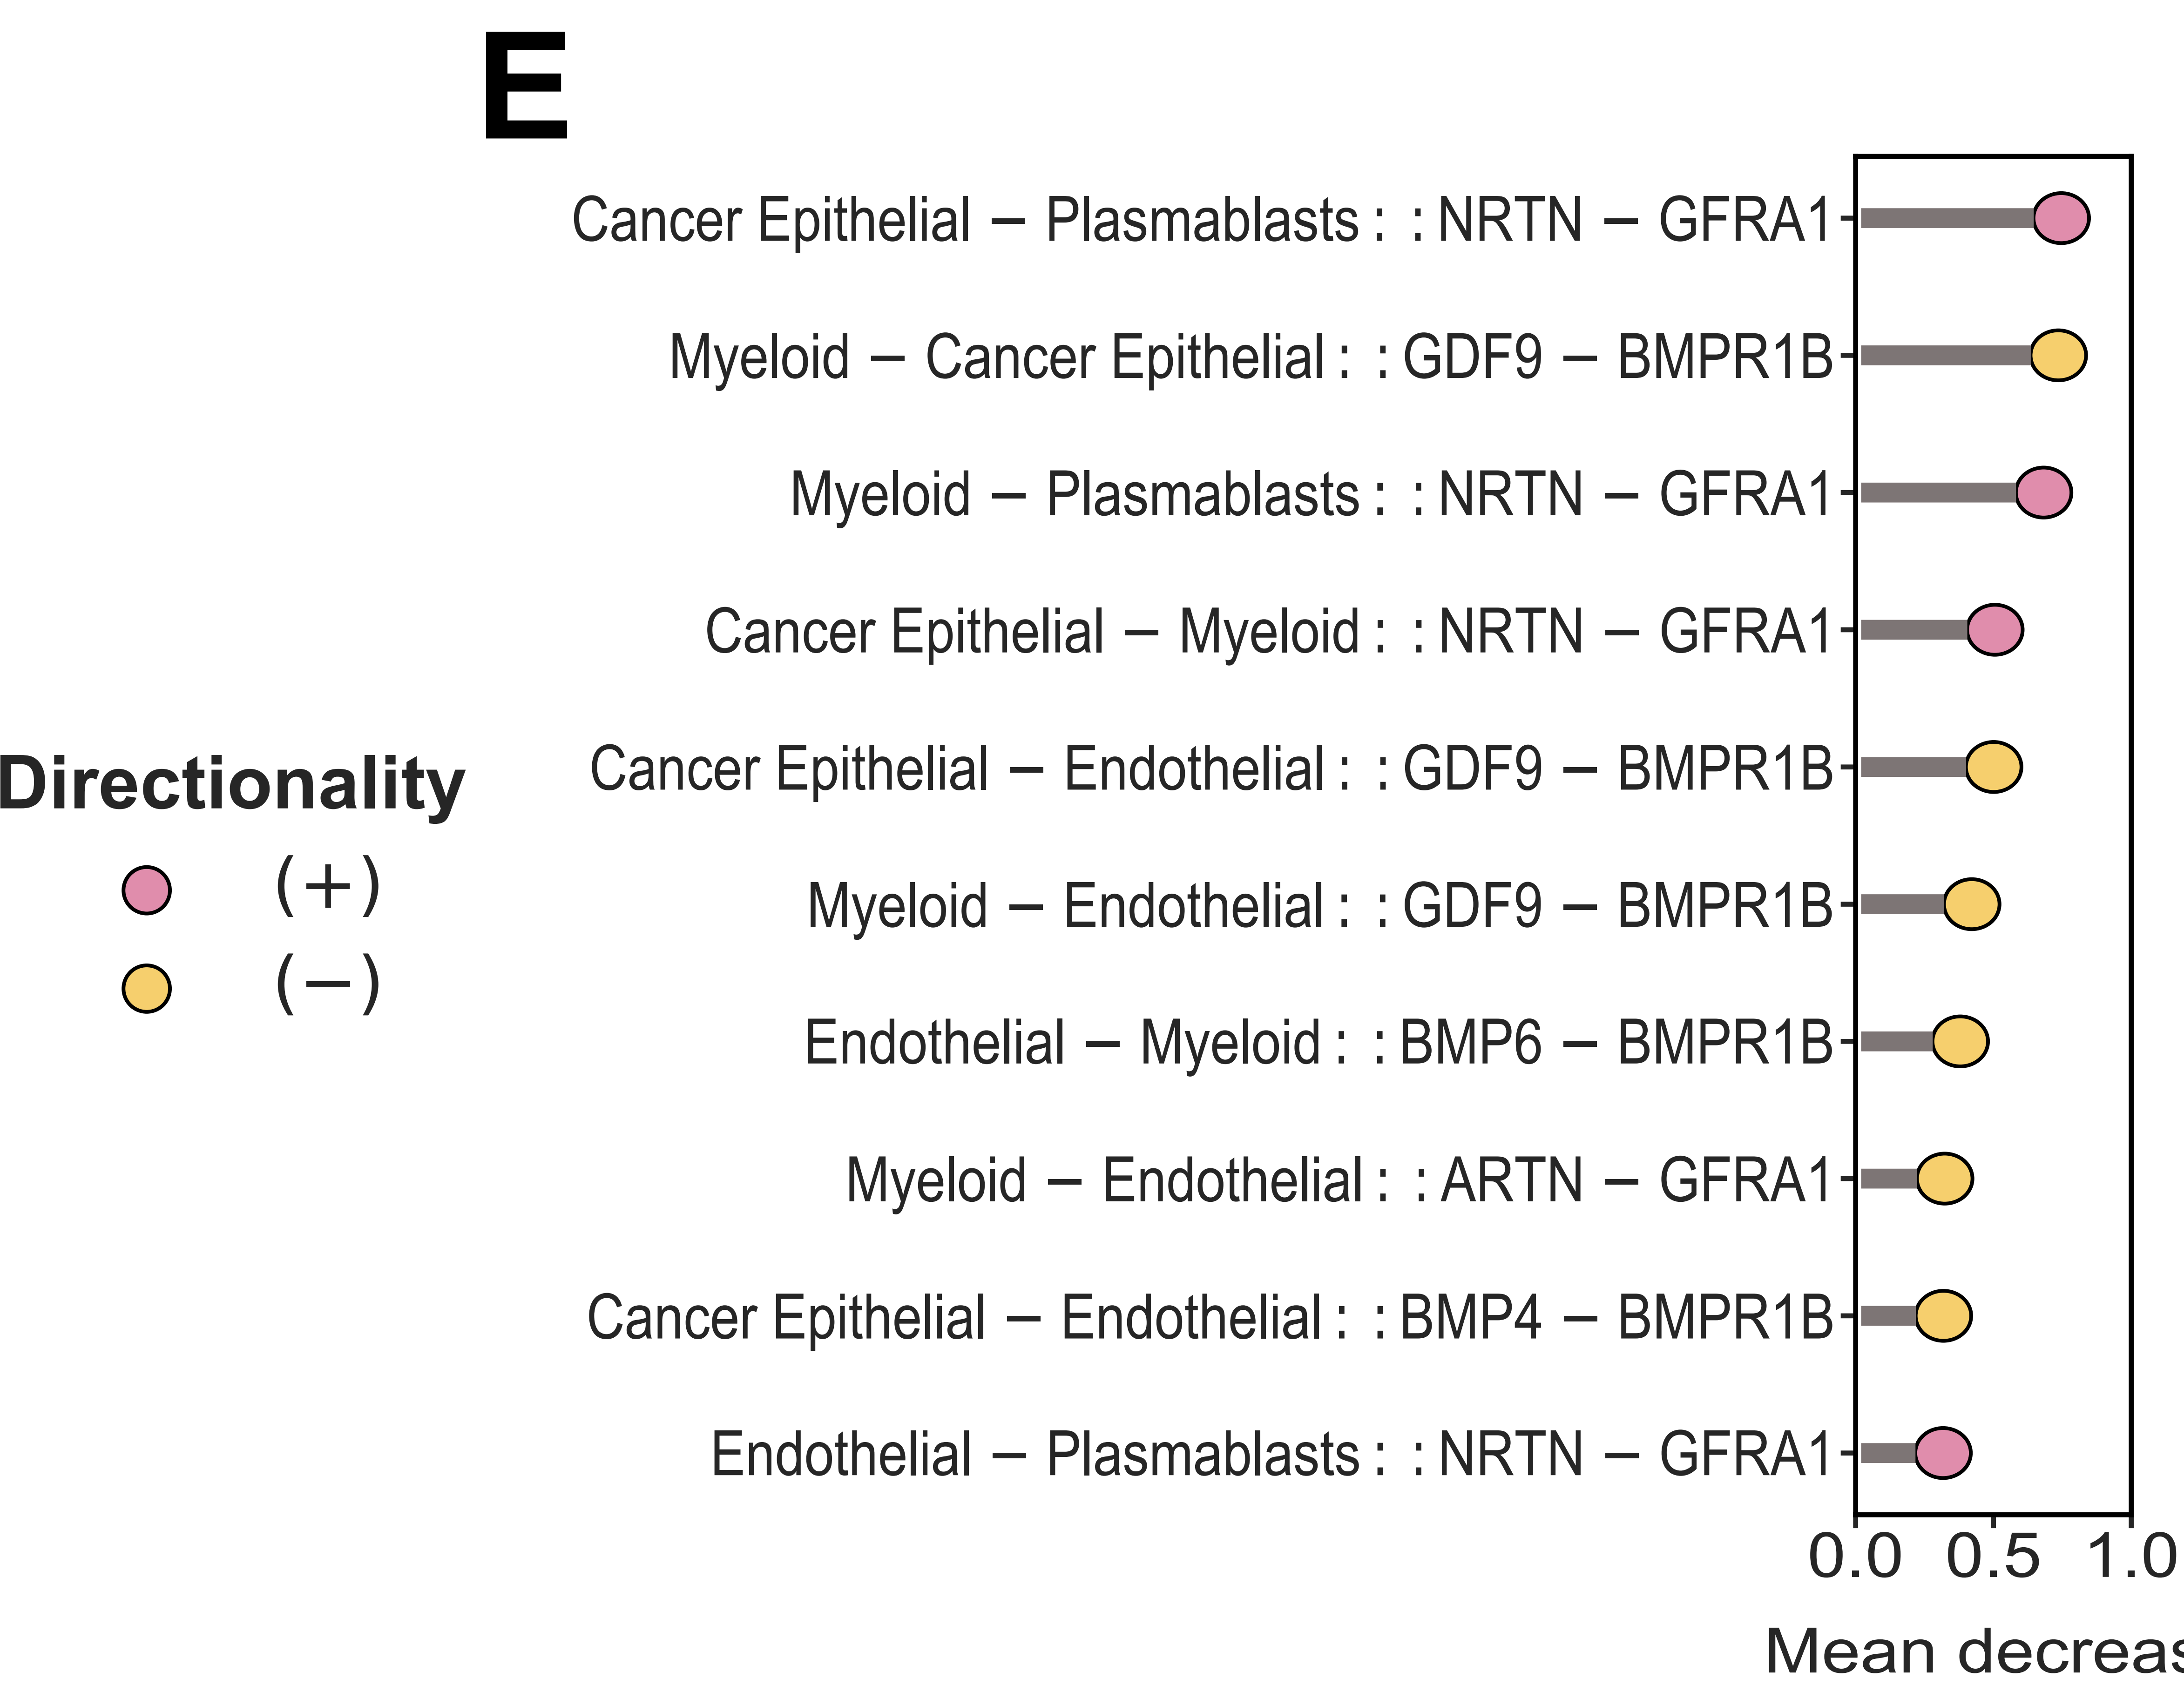 E
Cancer Epithelial − Plasmablasts: :NRTN − GFRA1
Myeloid − Cancer Epithelial: :GDF9 − BMPR1B
Myeloid − Plasmablasts: :NRTN − GFRA1
Cancer Epithelial − Myeloid: :NRTN − GFRA1
Cancer Epithelial − Endothelial: :GDF9 − BMPR1B
Myeloid − Endothelial: :GDF9 − BMPR1B
Endothelial − Myeloid: :BMP6 − BMPR1B
Myeloid − Endothelial: :ARTN − GFRA1
Cancer Epithelial − Endothelial: :BMP4 − BMPR1B
Endothelial − Plasmablasts: :NRTN − GFRA1
Directionality
(+)
(−)
0.0 0.5 1.0
Mean decreas